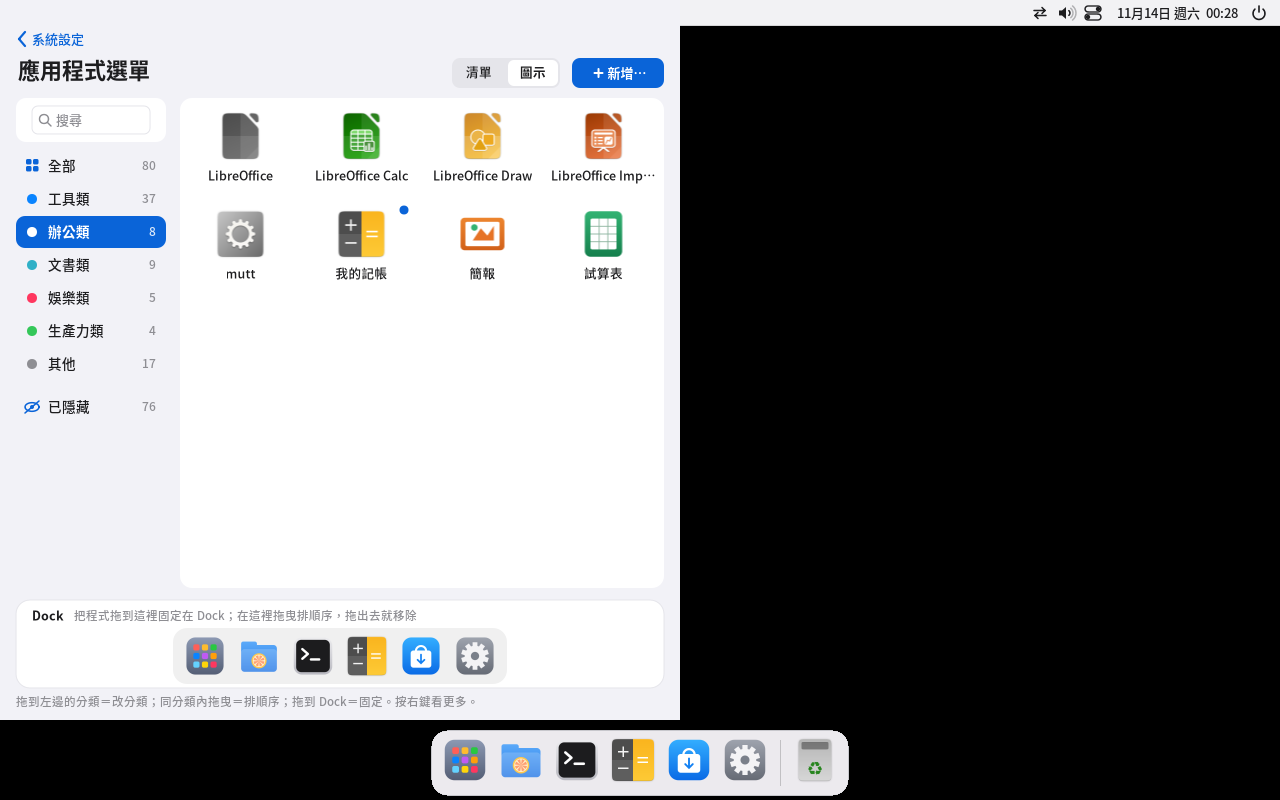 11月14日 週六 00:28
系統設定
應用程式選單
清單
圖示
新增…
搜尋
全部 80
工具類 37
辦公類 8
文書類 9
娛樂類 5
生產力類 4
其他 17
已隱藏 76
LibreOffice
LibreOffice Calc
LibreOffice Draw
LibreOffice Imp…
mutt
我的記帳
簡報
試算表
Dock 把程式拖到這裡固定在 Dock；在這裡拖曳排順序，拖出去就移除
拖到左邊的分類＝改分類；同分類內拖曳＝排順序；拖到 Dock＝固定。按右鍵看更多。